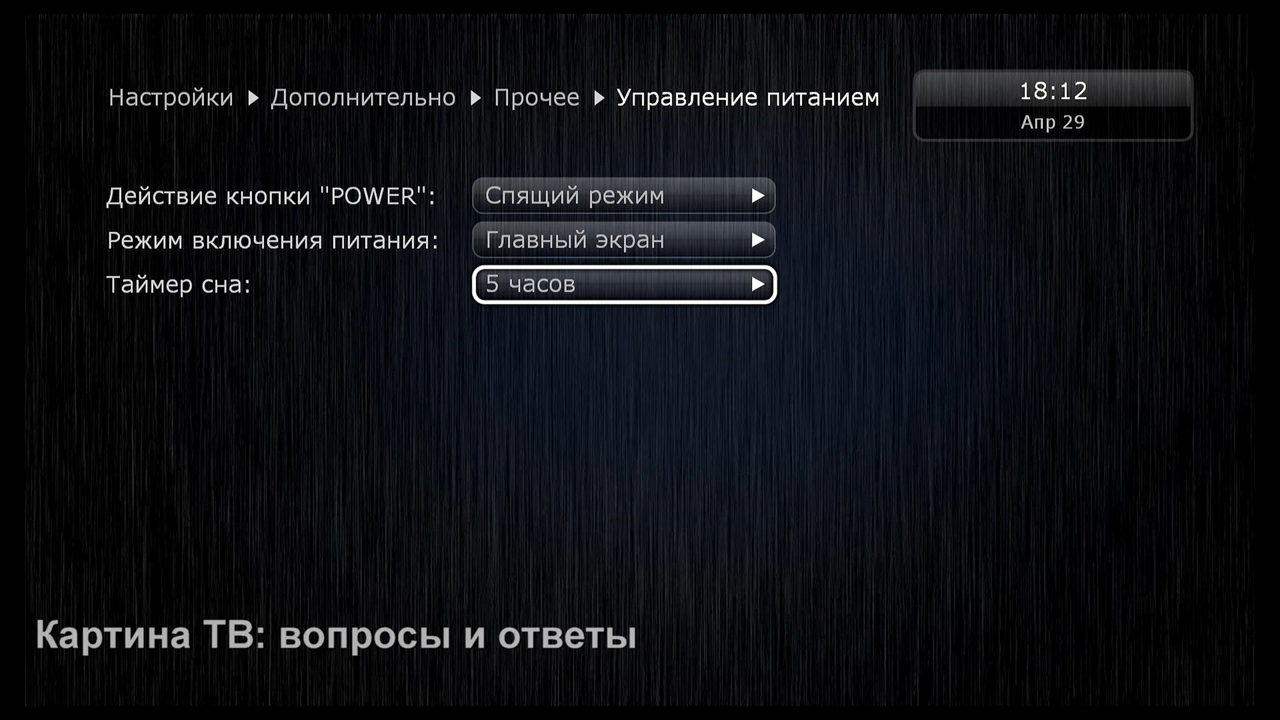 Настройки ▶ Дополнительно ▶ Прочее ▶ Управление питанием
18:12
Апр 29
Действие кнопки "POWER": Спящий режим
Режим включения питания: Главный экран
Таймер сна: 5 часов
Картина ТВ: вопросы и ответы